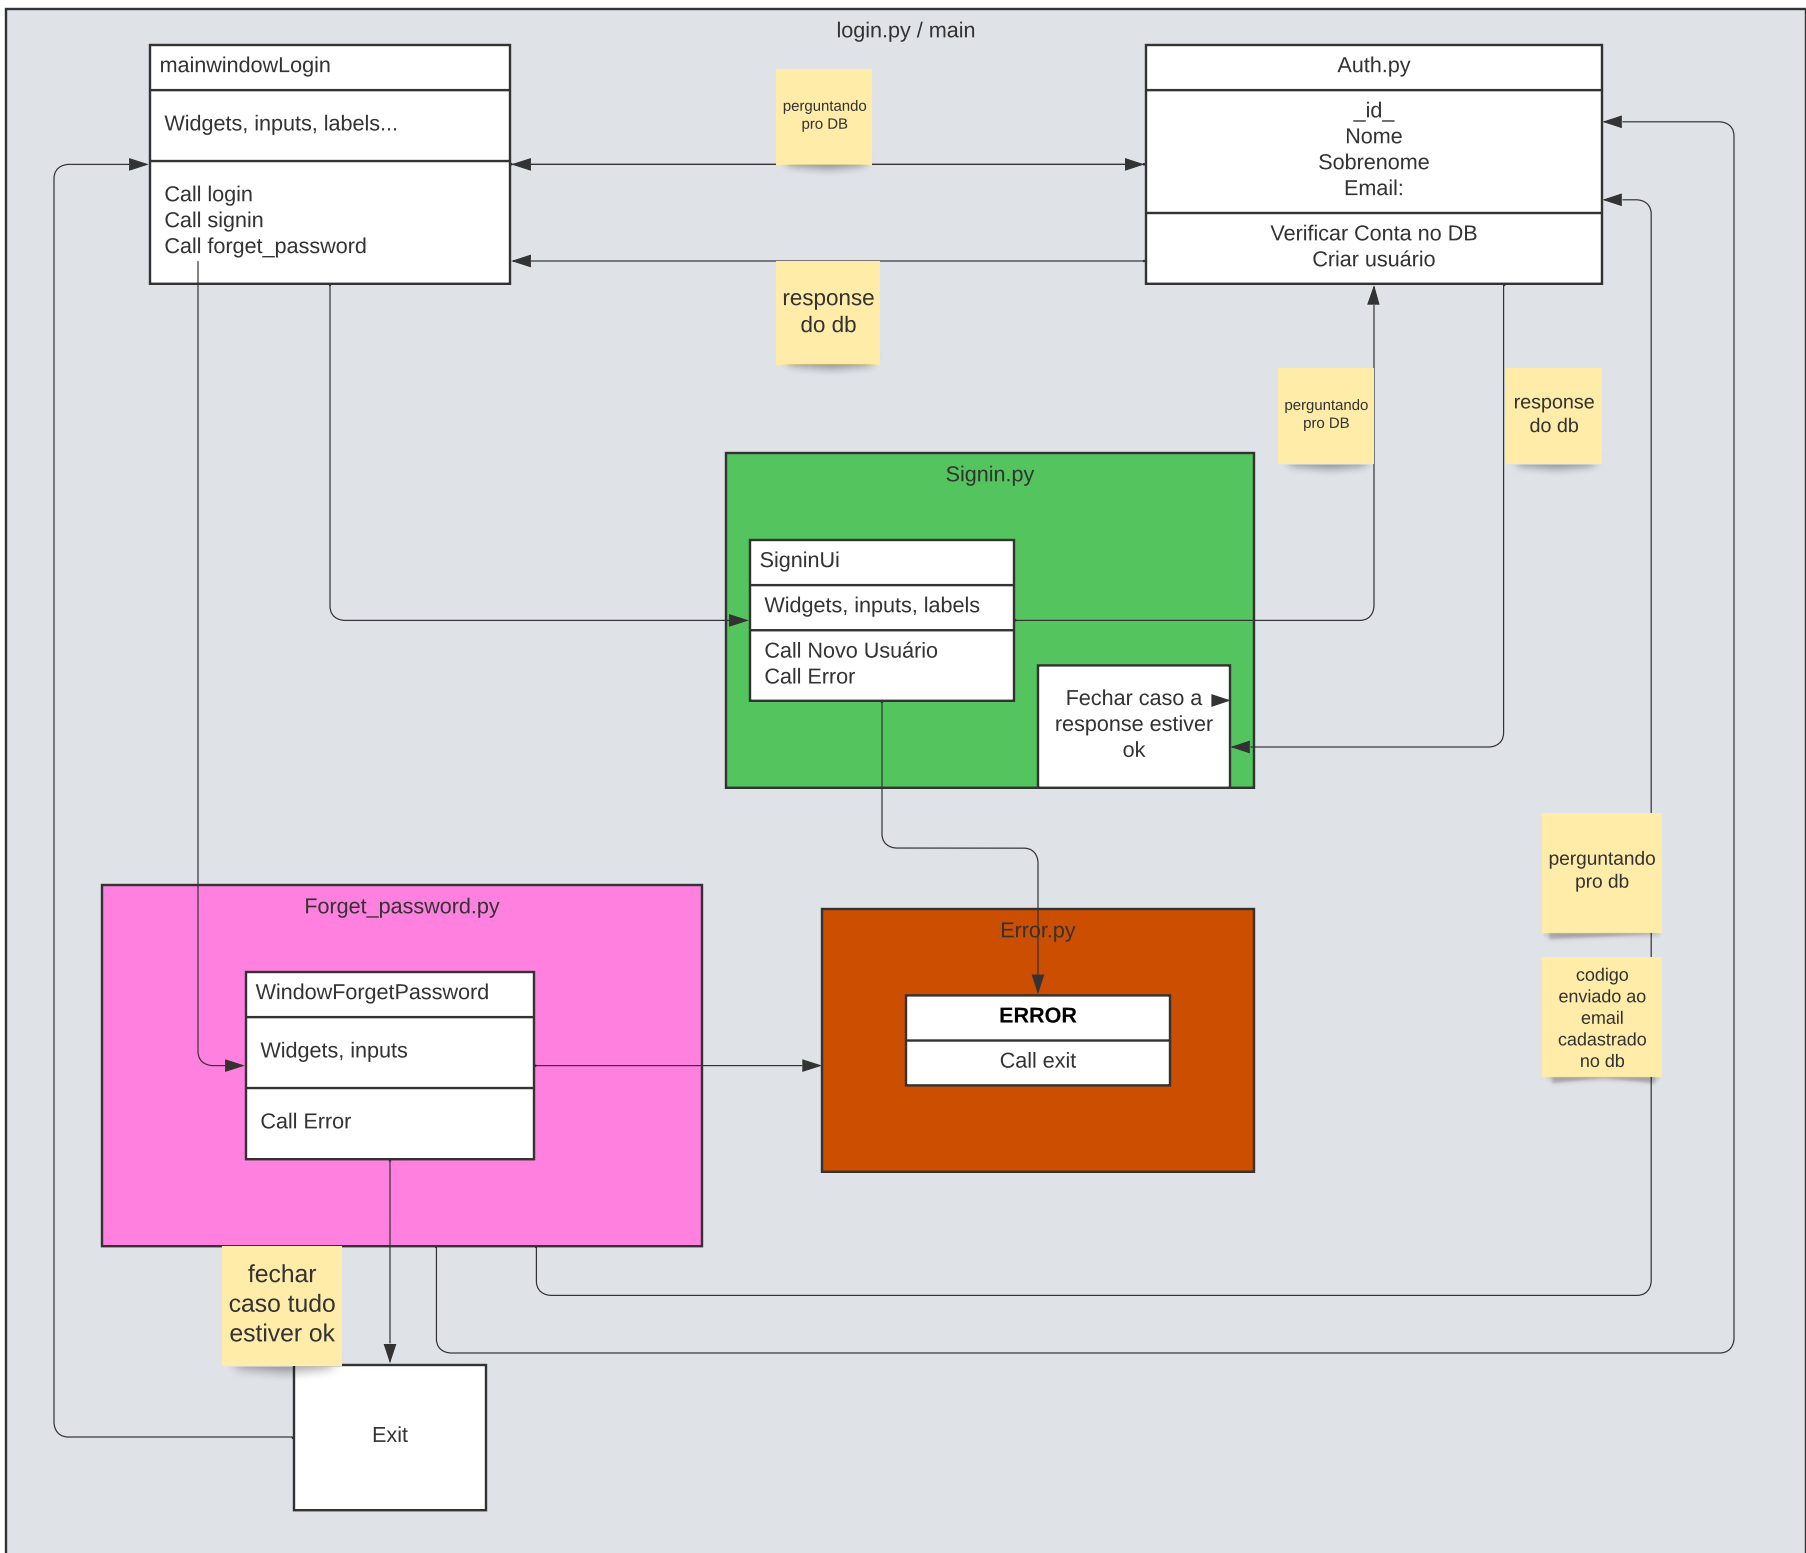 login.py / main
mainwindowLogin
Widgets, inputs, labels...
Call login
Call signin
Call forget_password
perguntando
pro DB
Auth.py
_id_
Nome
Sobrenome
Email:
Verificar Conta no DB
Criar usuário
response
do db
perguntando
pro DB
response
do db
Signin.py
SigninUi
Widgets, inputs, labels
Call Novo Usuário
Call Error
Fechar caso a
response estiver
ok
perguntando
pro db
codigo
enviado ao
email
cadastrado
no db
Forget_password.py
WindowForgetPassword
Widgets, inputs
Call Error
Error.py
ERROR
Call exit
fechar
caso tudo
estiver ok
Exit